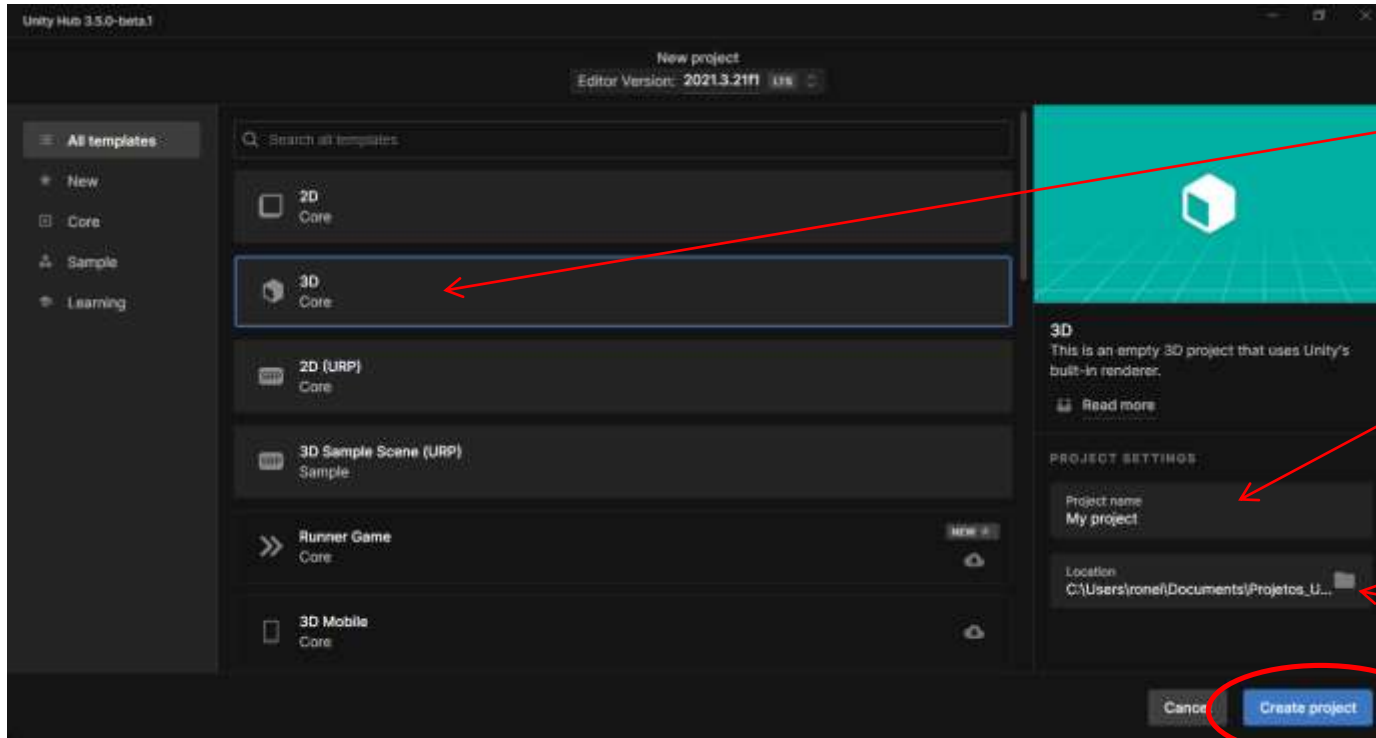 Unity Hub 3.5.0-beta.1
New project
Editor Version: 2021.3.21f1 LTS
All templates
New
Core
Sample
Learning
Search all templates
2D
Core
3D
Core
2D (URP)
Core
3D Sample Scene (URP)
Sample
Runner Game
Core
NEW
3D Mobile
Core
3D
This is an empty 3D project that uses Unity's
built-in renderer.
Read more
PROJECT SETTINGS
Project name
My project
Location
C:\Users\ronel\Documents\Projetos_U...
Cancel
Create project